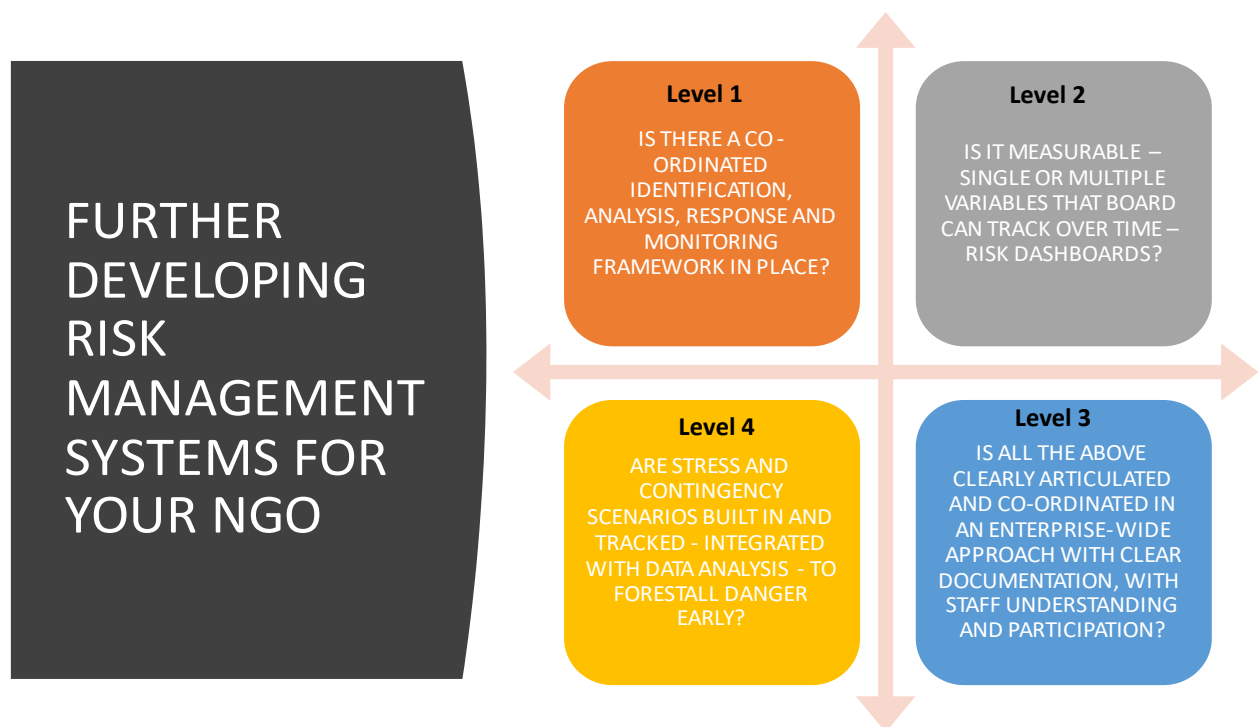 FURTHER
DEVELOPING
RISK
MANAGEMENT
SYSTEMS FOR
YOUR NGO
Level 1
IS THERE A CO -
ORDINATED
IDENTIFICATION,
ANALYSIS, RESPONSE AND
MONITORING
FRAMEWORK IN PLACE?
Level 2
IS IT MEASURABLE –
SINGLE OR MULTIPLE
VARIABLES THAT BOARD
CAN TRACK OVER TIME –
RISK DASHBOARDS?
Level 3
IS ALL THE ABOVE
CLEARLY ARTICULATED
AND CO-ORDINATED IN
AN ENTERPRISE-WIDE
APPROACH WITH CLEAR
DOCUMENTATION, WITH
STAFF UNDERSTANDING
AND PARTICIPATION?
Level 4
ARE STRESS AND
CONTINGENCY
SCENARIOS BUILT IN AND
TRACKED - INTEGRATED
WITH DATA ANALYSIS - TO
FORESTALL DANGER
EARLY?